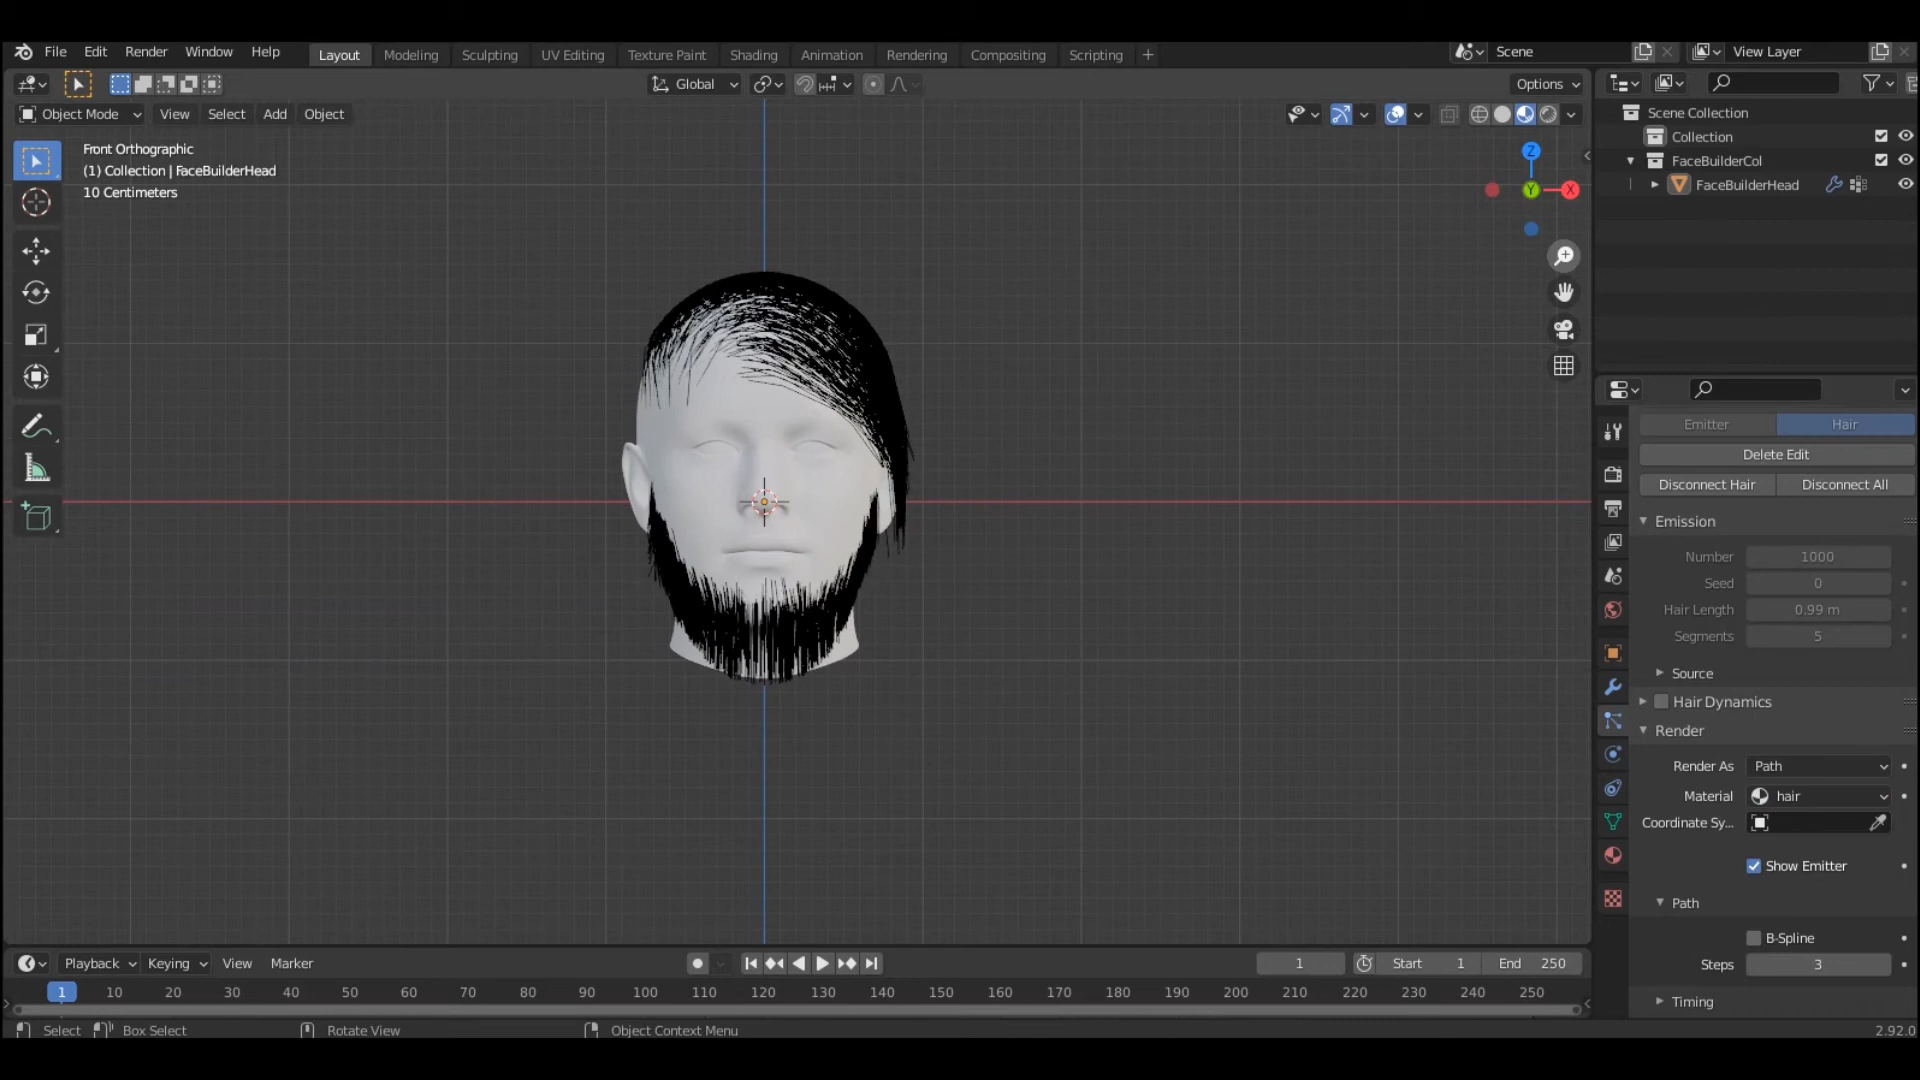 File Edit Render Window Help Layout Modeling Sculpting UV Editing Texture Paint Shading Animation Rendering Compositing Scripting + Scene View Layer
Global Options
Object Mode View Select Add Object
Front Orthographic
(1) Collection | FaceBuilderHead
10 Centimeters
Z
Y
X
Scene Collection
Collection
FaceBuilderCol
FaceBuilderHead
Emitter Hair
Delete Edit
Disconnect Hair Disconnect All
Emission
Number 1000
Seed 0
Hair Length 0.99 m
Segments 5
Source
Hair Dynamics
Render
Render As Path
Material hair
Coordinate Sy...
Show Emitter
Path
B-Spline
Steps 3
Timing
Playback Keying View Marker 1 Start 1 End 250
1 10 20 30 40 50 60 70 80 90 100 110 120 130 140 150 160 170 180 190 200 210 220 230 240 250
Select Box Select Rotate View Object Context Menu 2.92.0